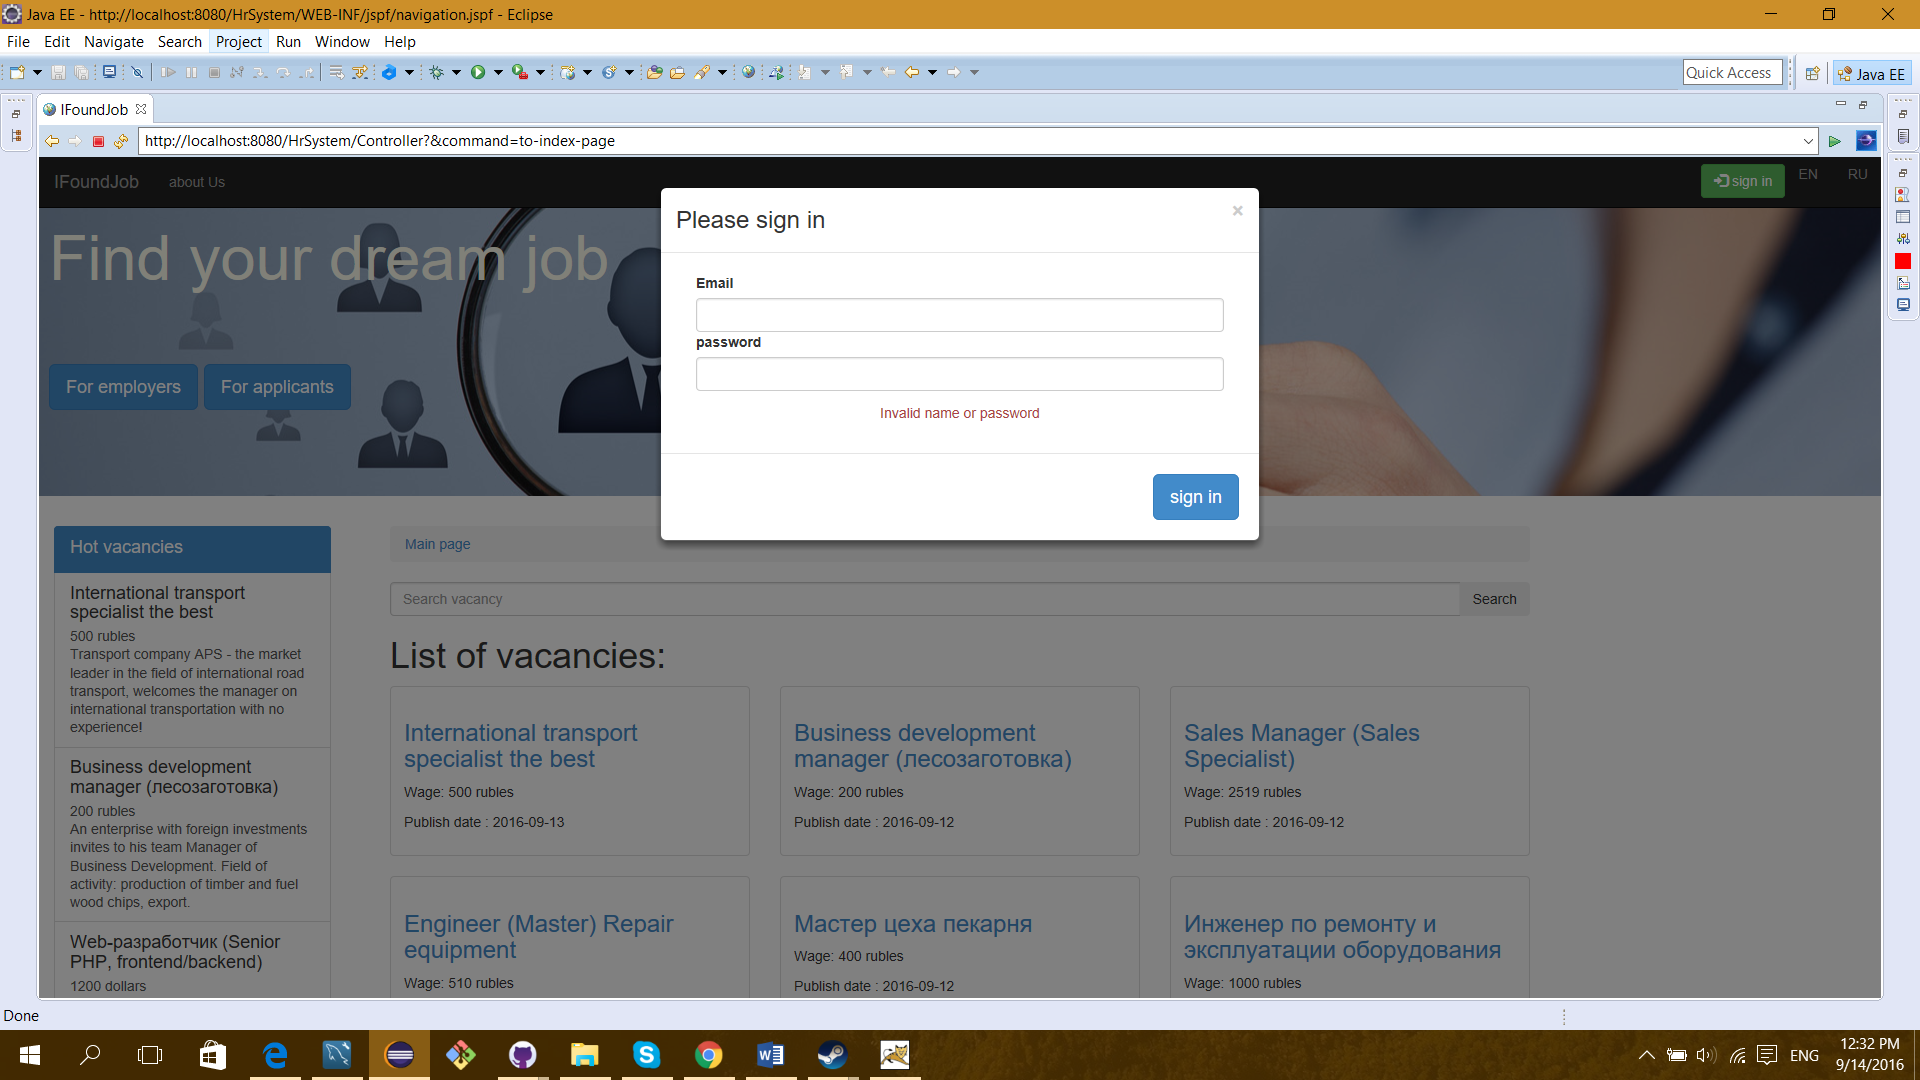 Java EE - http://localhost:8080/HrSystem/WEB-INF/jspf/navigation.jspf - Eclipse
File Edit Navigate Search Project Run Window Help
Quick Access
Java EE
IFoundJob
http://localhost:8080/HrSystem/Controller?&command=to-index-page
IFoundJob about Us sign in EN RU
Please sign in ×
Find your dream job
Email
password
For employers For applicants
Invalid name or password
sign in
Hot vacancies
International transport
specialist the best
500 rubles
Transport company APS - the market
leader in the field of international road
transport, welcomes the manager on
international transportation with no
experience!
Business development
manager (лесозаготовка)
200 rubles
An enterprise with foreign investments
invites to his team Manager of
Business Development. Field of
activity: production of timber and fuel
wood chips, export.
Web-разработчик (Senior
PHP, frontend/backend)
1200 dollars
Main page
Search vacancy Search
List of vacancies:
International transport
specialist the best
Wage: 500 rubles
Publish date : 2016-09-13
Business development
manager (лесозаготовка)
Wage: 200 rubles
Publish date : 2016-09-12
Sales Manager (Sales
Specialist)
Wage: 2519 rubles
Publish date : 2016-09-12
Engineer (Master) Repair
equipment
Wage: 510 rubles
Мастер цеха пекарня
Wage: 400 rubles
Publish date : 2016-09-12
Инженер по ремонту и
эксплуатации оборудования
Wage: 1000 rubles
Done
ENG
12:32 PM
9/14/2016